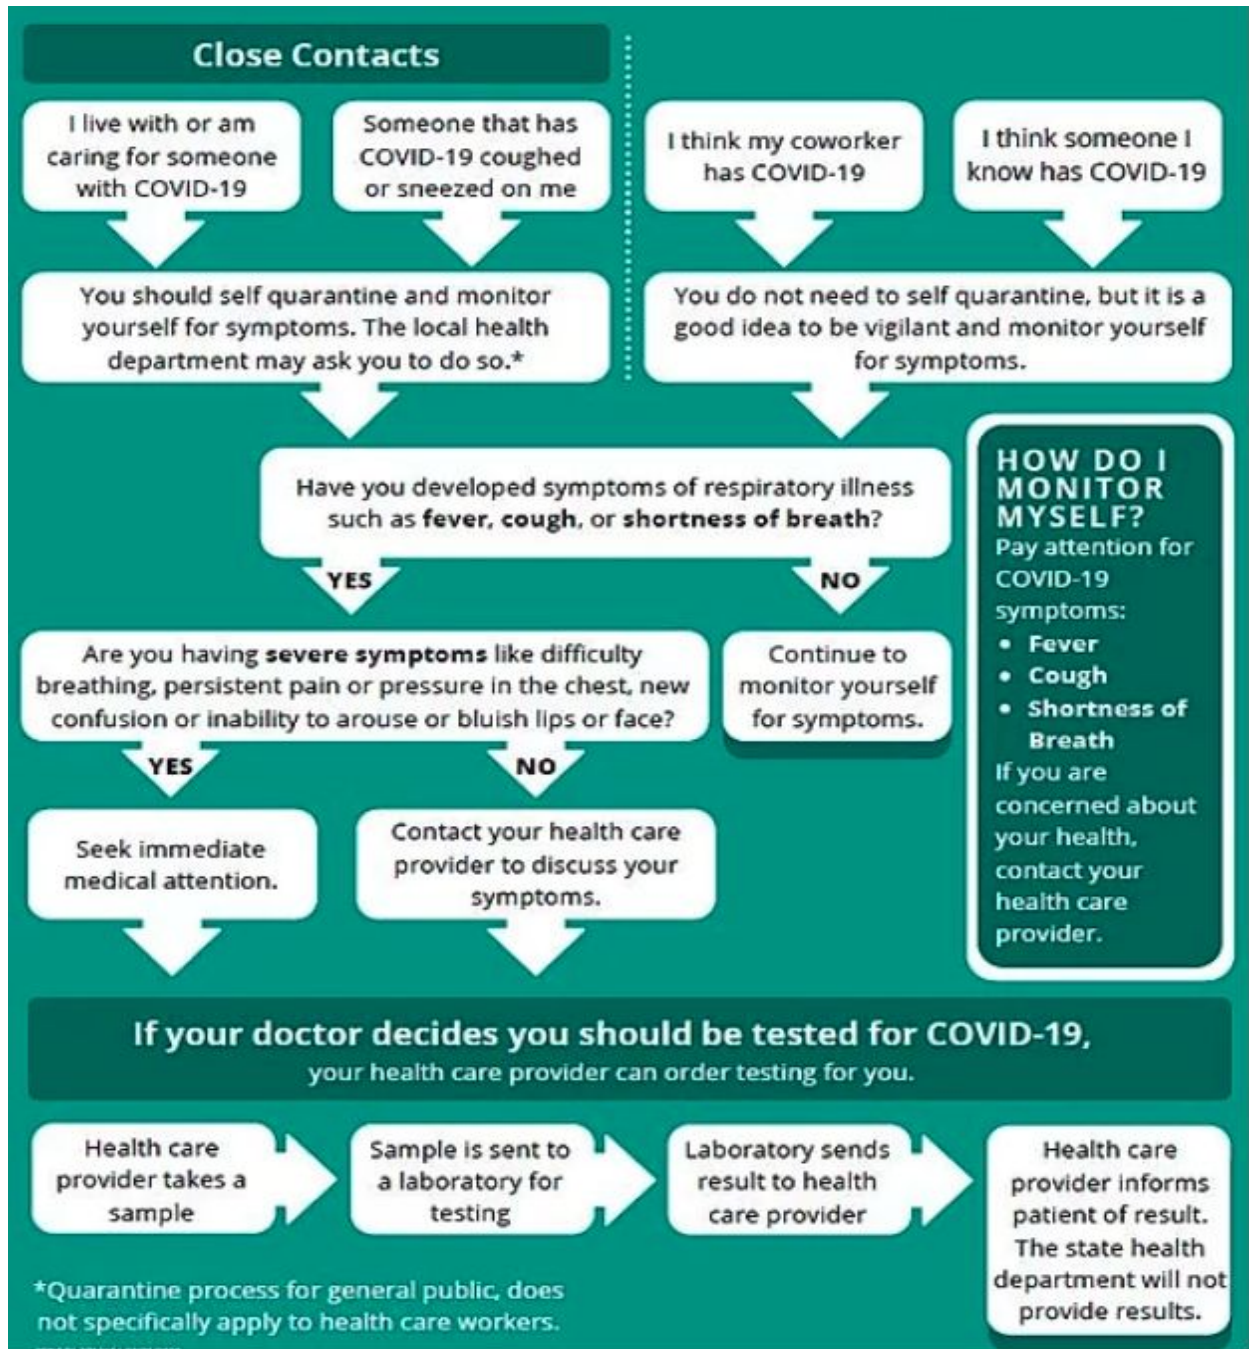 Close Contacts
I live with or am
caring for someone
with COVID-19
Someone that has
COVID-19 coughed
or sneezed on me
I think my coworker
has COVID-19
I think someone I
know has COVID-19
You should self quarantine and monitor
yourself for symptoms. The local health
department may ask you to do so.*
You do not need to self quarantine, but it is a
good idea to be vigilant and monitor yourself
for symptoms.
Have you developed symptoms of respiratory illness
such as fever, cough, or shortness of breath?
YES
NO
Are you having severe symptoms like difficulty
breathing, persistent pain or pressure in the chest, new
confusion or inability to arouse or bluish lips or face?
Continue to
monitor yourself
for symptoms.
YES
NO
Seek immediate
medical attention.
Contact your health care
provider to discuss your
symptoms.
HOW DO I
MONITOR
MYSELF?
Pay attention for
COVID-19
symptoms:
• Fever
• Cough
• Shortness of
Breath
If you are
concerned about
your health,
contact your
health care
provider.
If your doctor decides you should be tested for COVID-19,
your health care provider can order testing for you.
Health care
provider takes a
sample
Sample is sent to
a laboratory for
testing
Laboratory sends
result to health
care provider
Health care
provider informs
patient of result.
The state health
department will not
provide results.
*Quarantine process for general public, does
not specifically apply to health care workers.